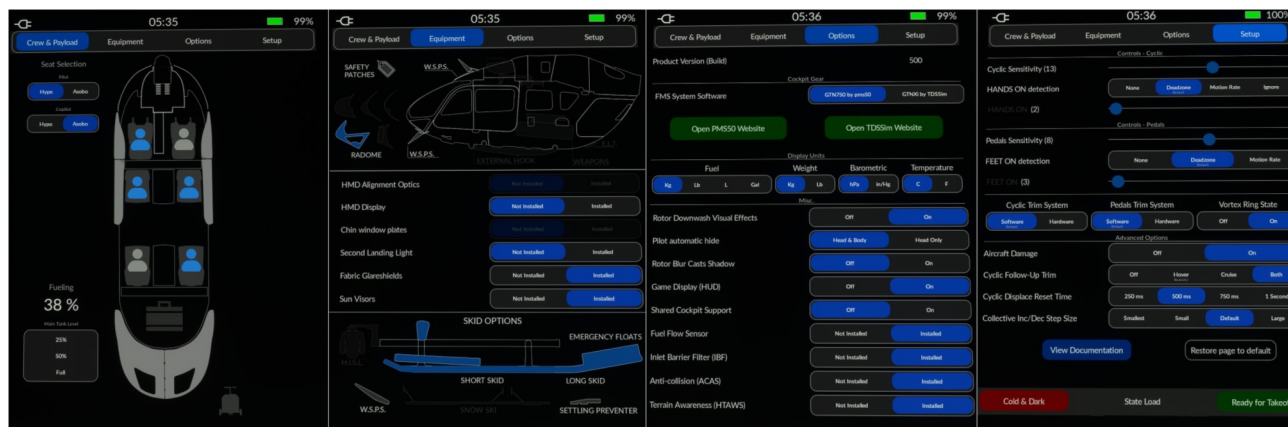 05:35
99%
Crew & Payload Equipment Options Setup
Seat Selection
Pilot
Hype Asobo
Copilot
Hype Asobo
Fueling
38 %
Main Tank Level
25%
50%
Full
05:35
99%
Crew & Payload Equipment Options Setup
SAFETY PATCHES
W.S.P.S.
RADOME
W.S.P.S.
E.L.T.
EXTERNAL HOOK
WEAPONS
HMD Alignment Optics Not Installed Installed
HMD Display Not Installed Installed
Chin window plates Not Installed Installed
Second Landing Light Not Installed Installed
Fabric Glareshields Not Installed Installed
Sun Visors Not Installed Installed
SKID OPTIONS
EMERGENCY FLOATS
H.I.S.L.
SHORT SKID
LONG SKID
W.S.P.S.
SNOW SKI
SETTLING PREVENTER
05:36
99%
Crew & Payload Equipment Options Setup
Product Version (Build) 500
Cockpit Gear
FMS System Software GTN750 by pms50 GTNXi by TDSSim
Open PMS50 Website Open TDSSim Website
Display Units
Fuel Weight Barometric Temperature
Kg Lb L Gal Kg Lb hPa in/Hg C F
Misc.
Rotor Downwash Visual Effects Off On
Pilot automatic hide Head & Body Head Only
Rotor Blur Casts Shadow Off On
Game Display (HUD) Off On
Shared Cockpit Support Off On
Fuel Flow Sensor Not Installed Installed
Inlet Barrier Filter (IBF) Not Installed Installed
Anti-collision (ACAS) Not Installed Installed
Terrain Awareness (HTAWS) Not Installed Installed
05:36
100%
Crew & Payload Equipment Options Setup
Controls - Cyclic
Cyclic Sensitivity (13)
HANDS ON detection None Deadzone Default Motion Rate Ignore
HANDS ON (2)
Controls - Pedals
Pedals Sensitivity (8)
FEET ON detection None Deadzone Default Motion Rate
FEET ON (3)
Cyclic Trim System Pedals Trim System Vortex Ring State
Software Default Hardware Software Default Hardware Off On
Advanced Options
Aircraft Damage Off On
Cyclic Follow-Up Trim Off Hover Cruise Both
Cyclic Displace Reset Time 250 ms 500 ms 750 ms 1 Second
Collective Inc/Dec Step Size Smallest Small Default Large
View Documentation Restore page to default
Cold & Dark State Load Ready for Takeof